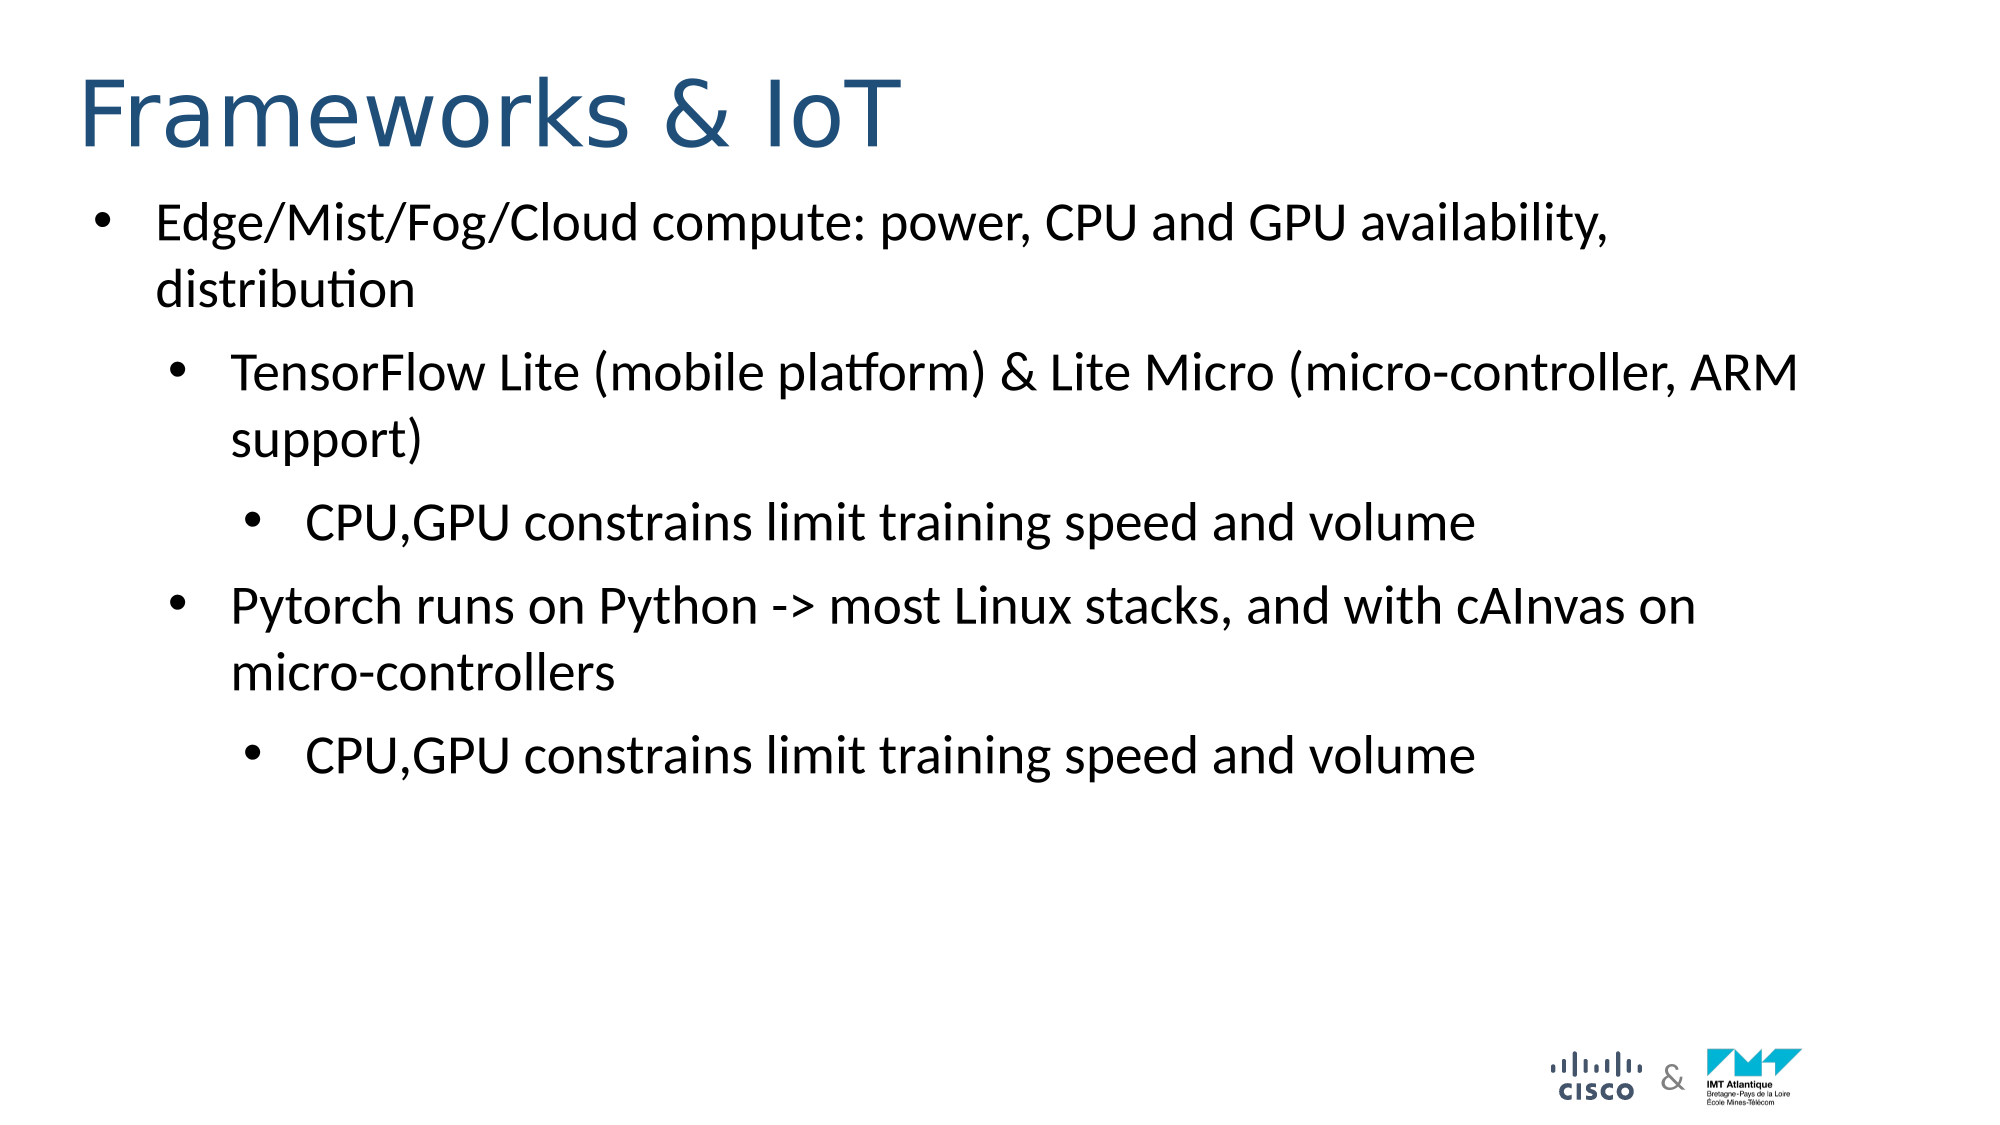 Frameworks & IoT
• Edge/Mist/Fog/Cloud compute: power, CPU and GPU availability,
distribution
• TensorFlow Lite (mobile platform) & Lite Micro (micro-controller, ARM
support)
• CPU,GPU constrains limit training speed and volume
• Pytorch runs on Python -> most Linux stacks, and with cAInvas on
micro-controllers
• CPU,GPU constrains limit training speed and volume
CISCO & IMT Atlantique
Bretagne-Pays de la Loire
École Mines-Télécom